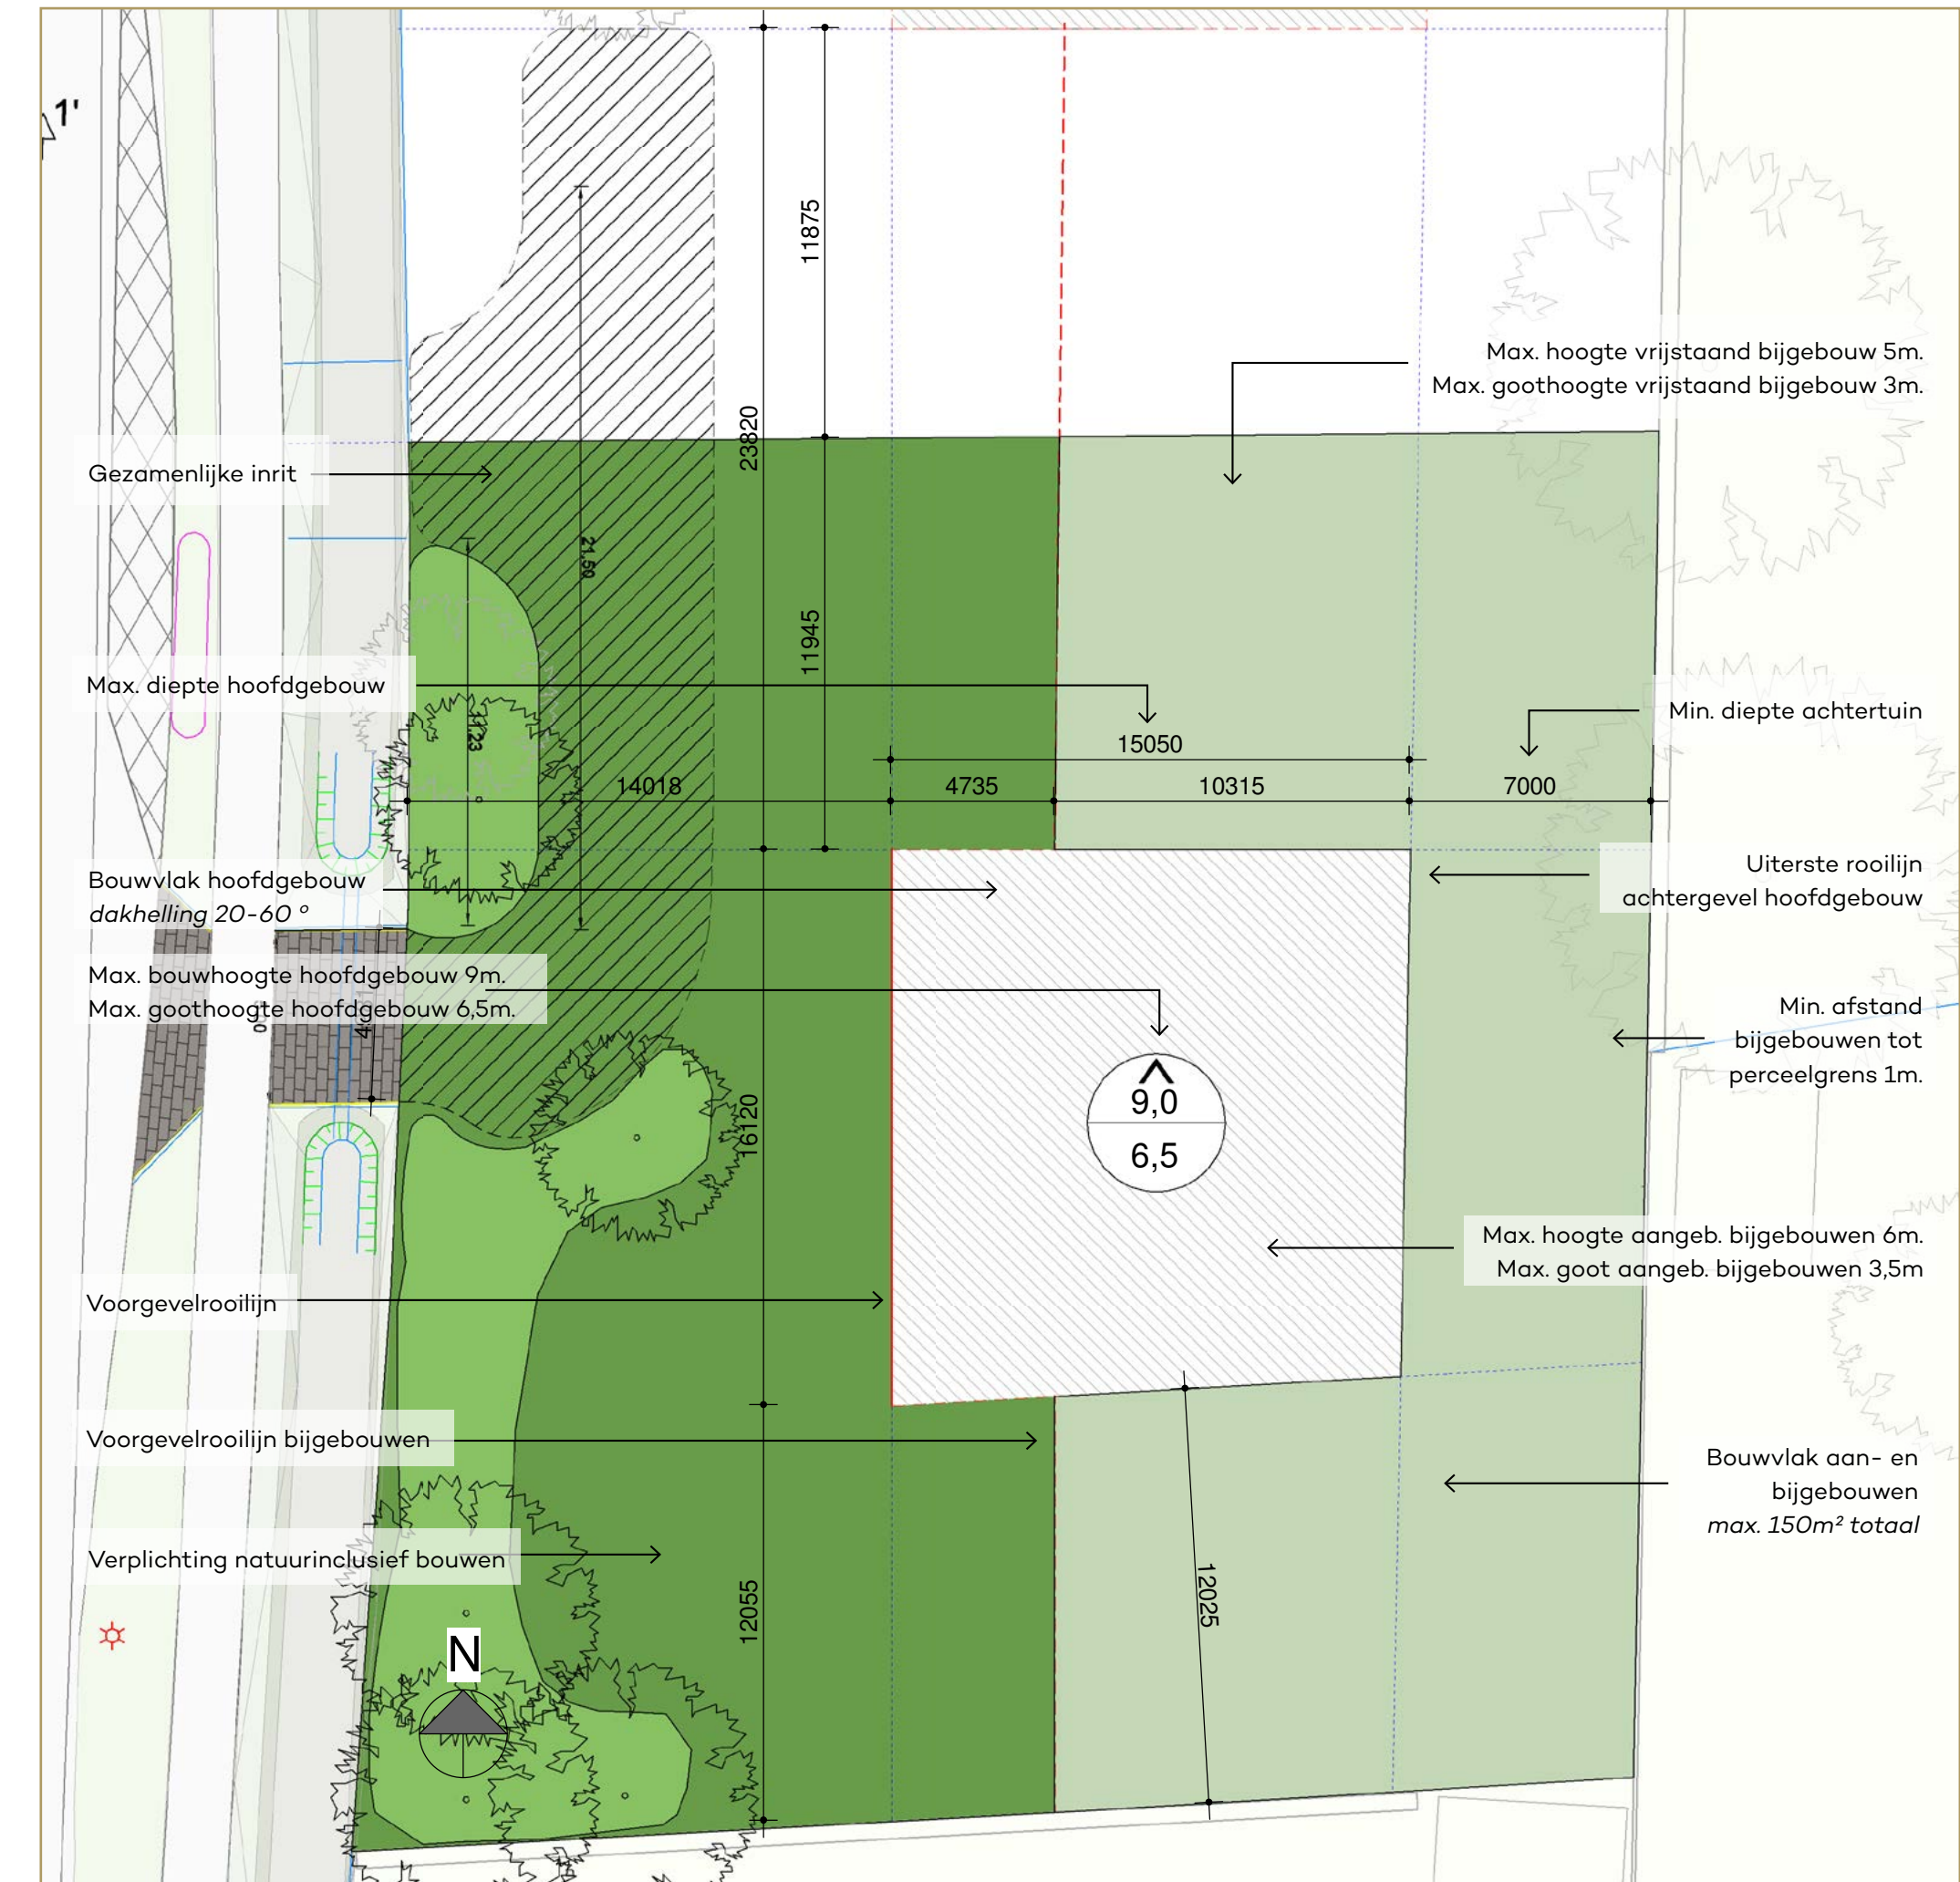 1'
11875
Max. hoogte vrijstaand bijgebouw 5m.
Max. goothoogte vrijstaand bijgebouw 3m.
23820
Gezamenlijke inrit
21,50
11945
Max. diepte hoofdgebouw
11,23
Min. diepte achtertuin
15050
14018
4735
10315
7000
Bouwvlak hoofdgebouw
dakhelling 20-60 °
Uiterste rooilijn
achtergevel hoofdgebouw
Max. bouwhoogte hoofdgebouw 9m.
Max. goothoogte hoofdgebouw 6,5m.
Min. afstand
bijgebouwen tot
perceelgrens 1m.
9,0
6,5
16120
Max. hoogte aangeb. bijgebouwen 6m.
Max. goot aangeb. bijgebouwen 3,5m
Voorgevelrooilijn
Voorgevelrooilijn bijgebouwen
Bouwvlak aan- en
bijgebouwen
max. 150m² totaal
Verplichting natuurinclusief bouwen
12055
12025
N